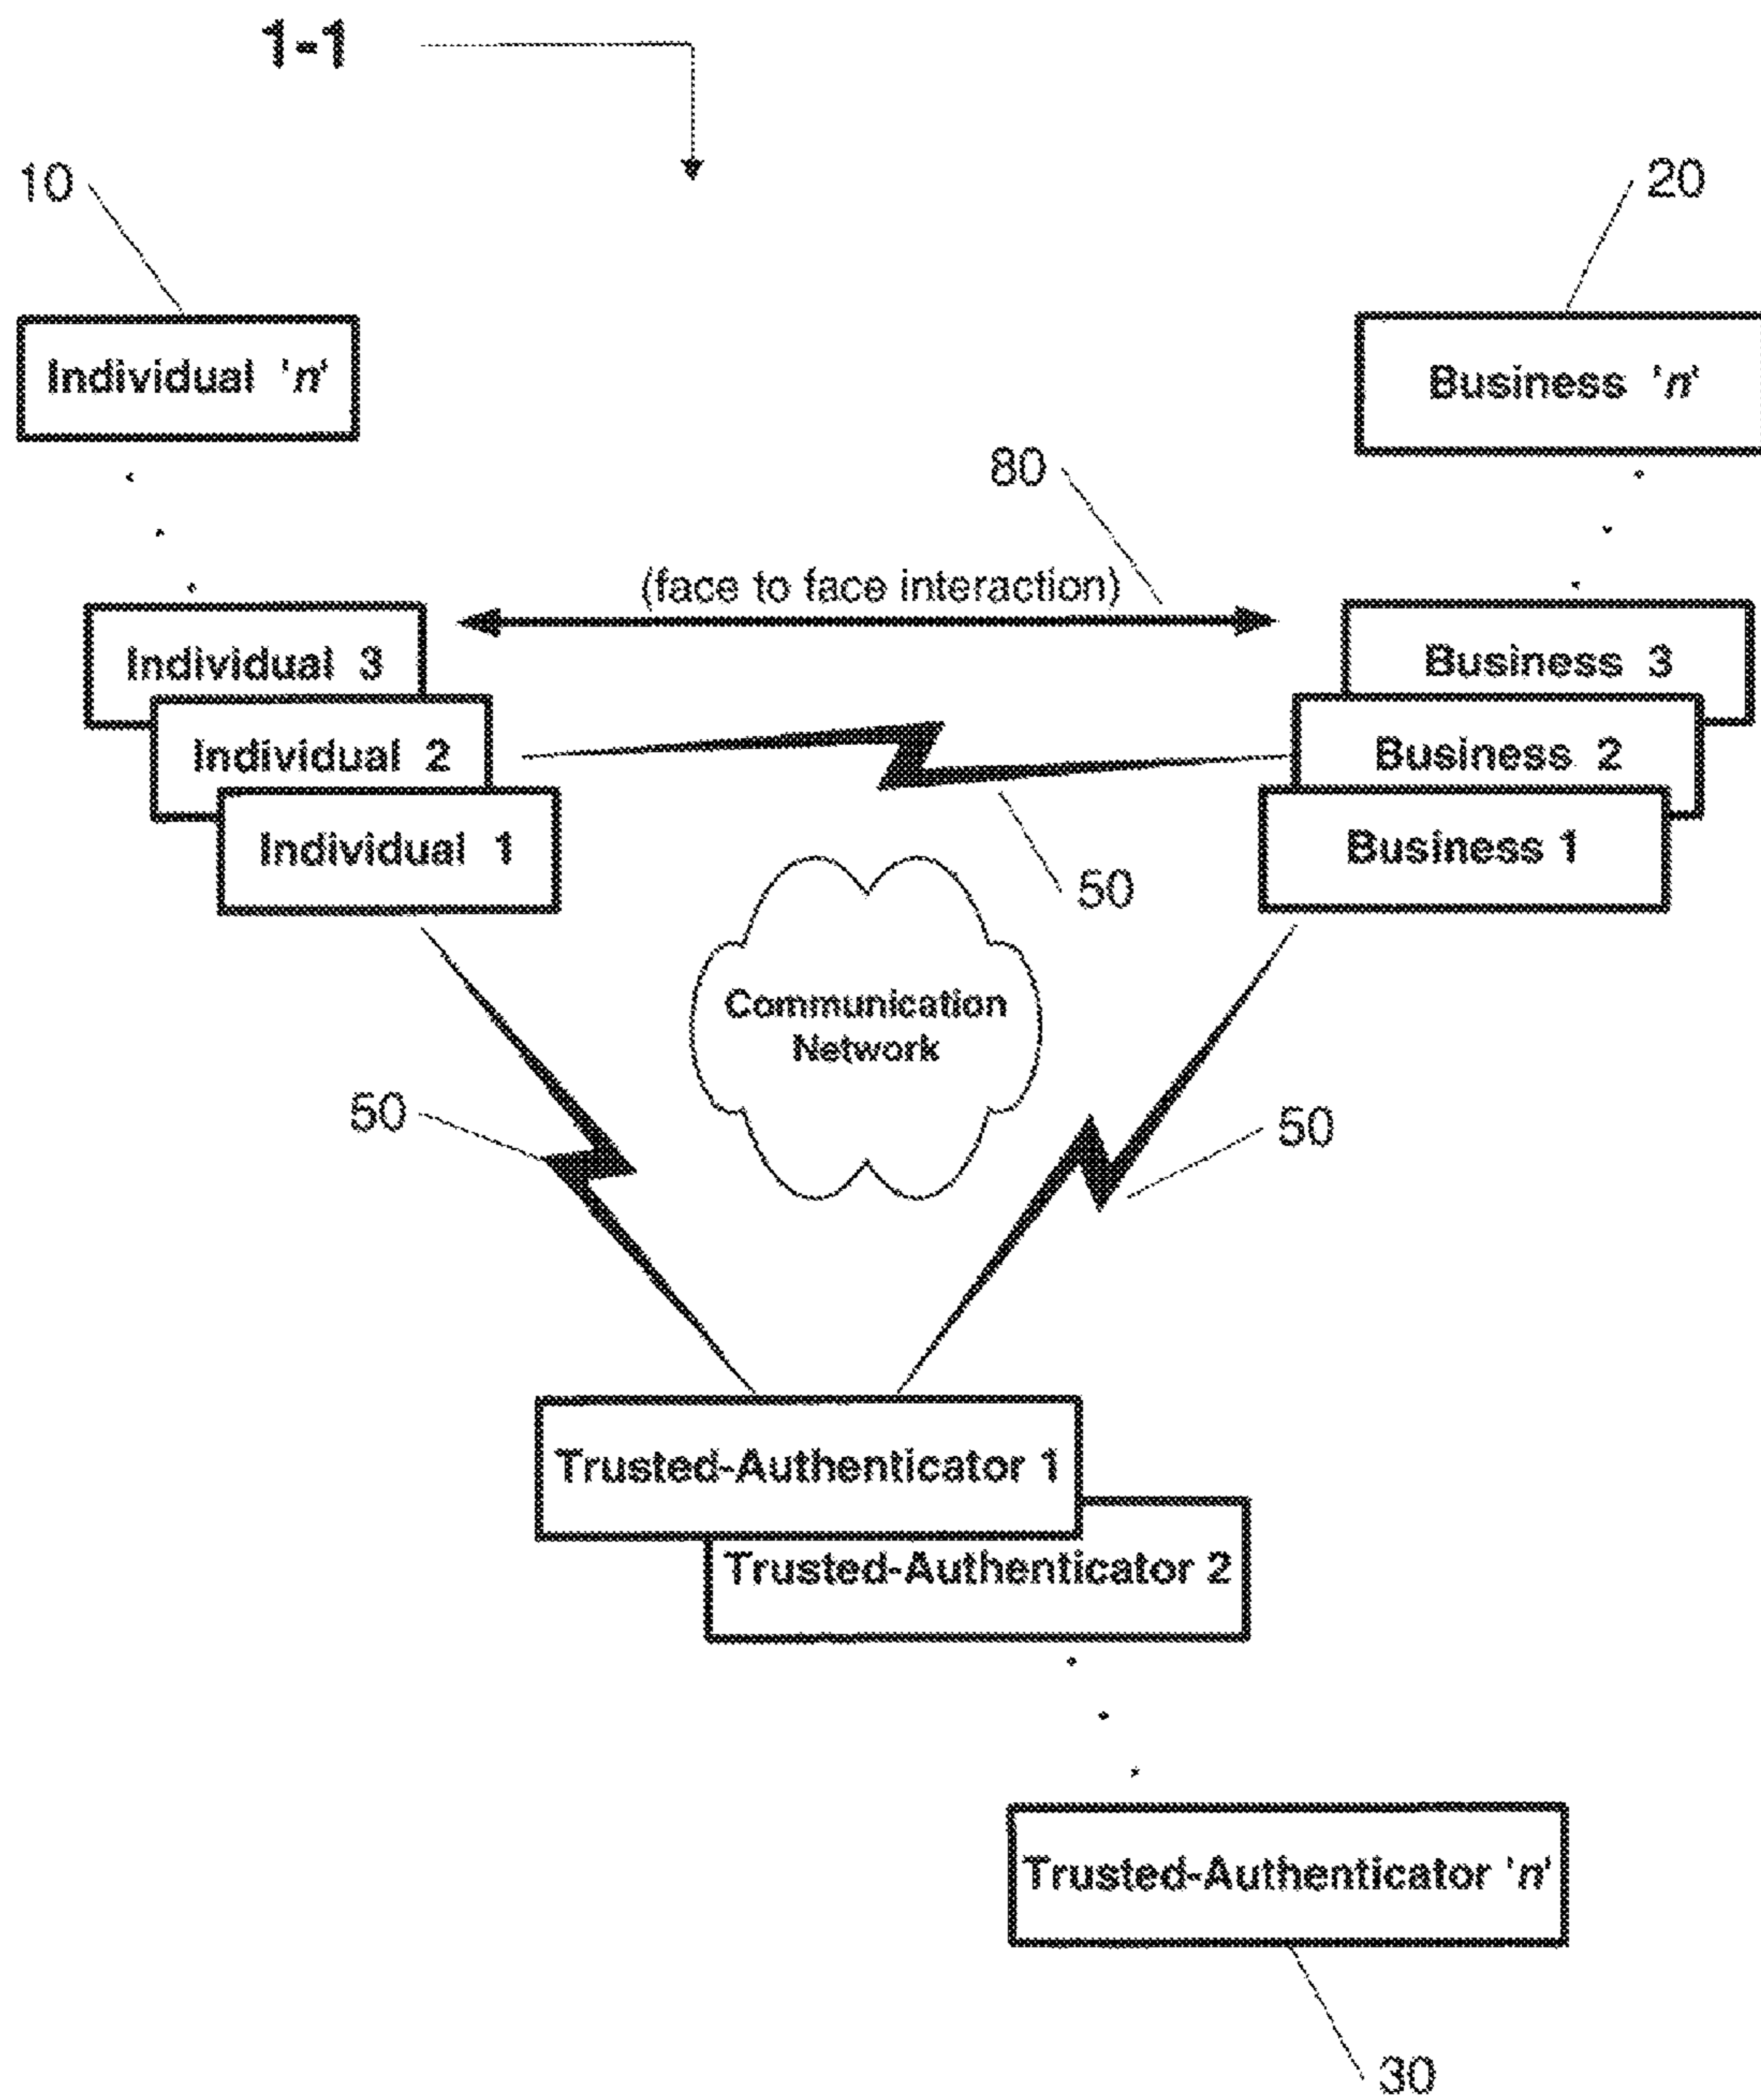 1-1
10
20
Individual 'n'
Business 'n'
80
(face to face interaction)
Individual 3
Business 3
Individual 2
Business 2
Individual 1
Business 1
50
Communication
Network
50
50
Trusted-Authenticator 1
Trusted-Authenticator 2
Trusted-Authenticator 'n'
30